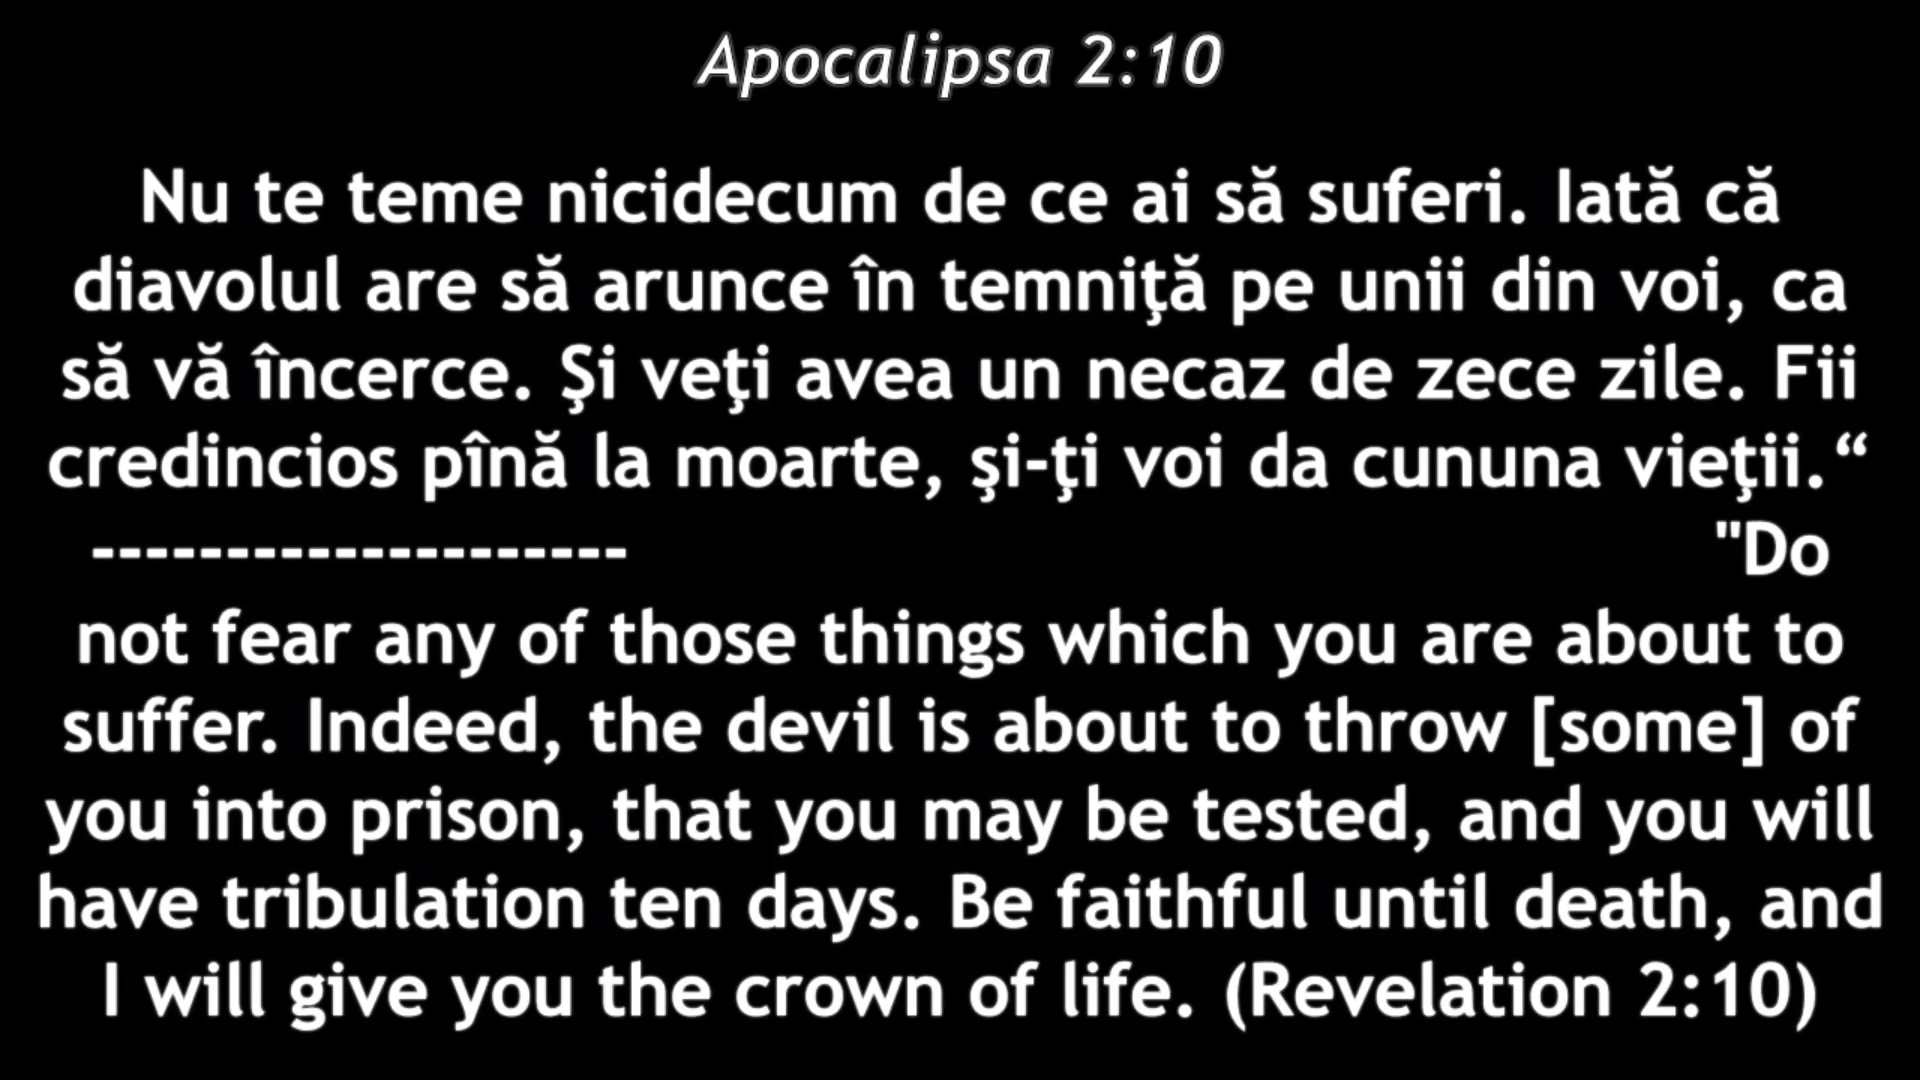 Apocalipsa 2:10
Nu te teme nicidecum de ce ai să suferi. Iată că
diavolul are să arunce în temniţă pe unii din voi, ca
să vă încerce. Şi veţi avea un necaz de zece zile. Fii
credincios pînă la moarte, şi-ţi voi da cununa vieţii.“
-------------------- "Do
not fear any of those things which you are about to
suffer. Indeed, the devil is about to throw [some] of
you into prison, that you may be tested, and you will
have tribulation ten days. Be faithful until death, and
I will give you the crown of life. (Revelation 2:10)